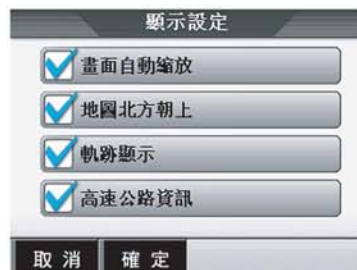 顯示設定
畫面自動縮放
地圖北方朝上
軌跡顯示
高速公路資訊
取消 確定